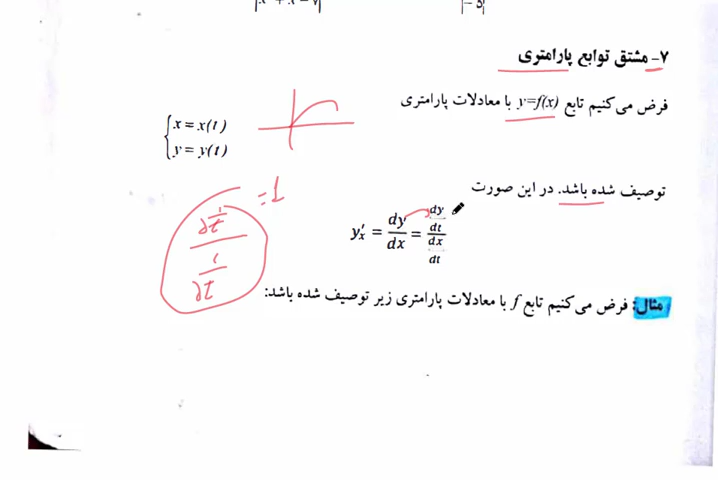 ۷- مشتق توابع پارامتری
فرض می‌کنیم تابع y=f(x) با معادلات پارامتری
x = x(t)
y = y(t)
توصیف شده باشد. در این صورت
y′x = dy/dx = (dy/dt)/(dx/dt)
= 1
مثال: فرض می‌کنیم تابع f با معادلات پارامتری زیر توصیف شده باشد: